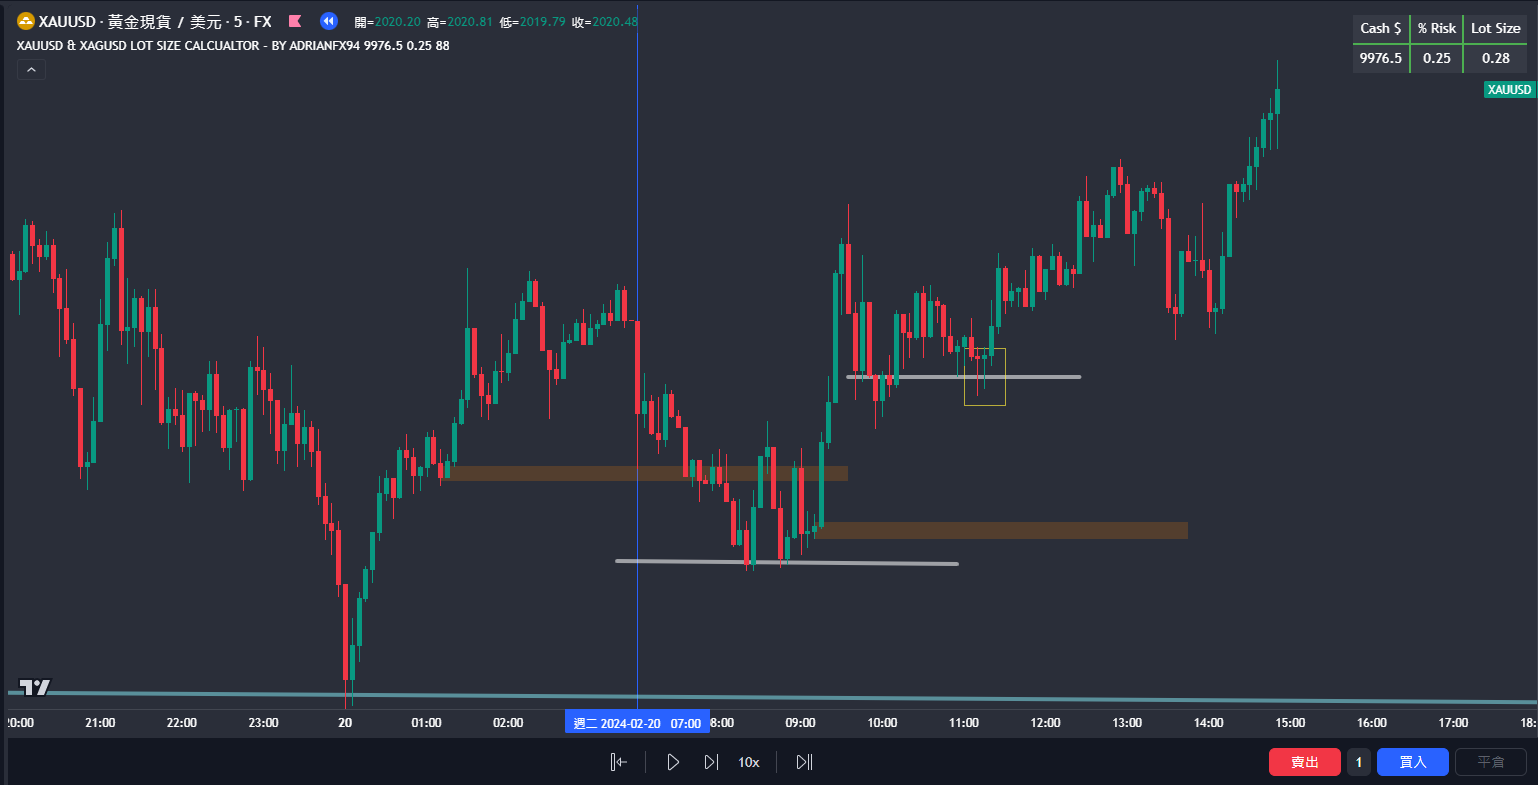 XAUUSD · 黃金現貨 / 美元 · 5 · FX 開=2020.20 高=2020.81 低=2019.79 收=2020.48
XAUUSD & XAGUSD LOT SIZE CALCUALTOR - BY ADRIANFX94 9976.5 0.25 88
Cash $ % Risk Lot Size
9976.5 0.25 0.28
XAUUSD
20:00 21:00 22:00 23:00 20 01:00 02:00 週二 2024-02-20 07:00 8:00 09:00 10:00 11:00 12:00 13:00 14:00 15:00 16:00 17:00 18:
10x 賣出 1 買入 平倉